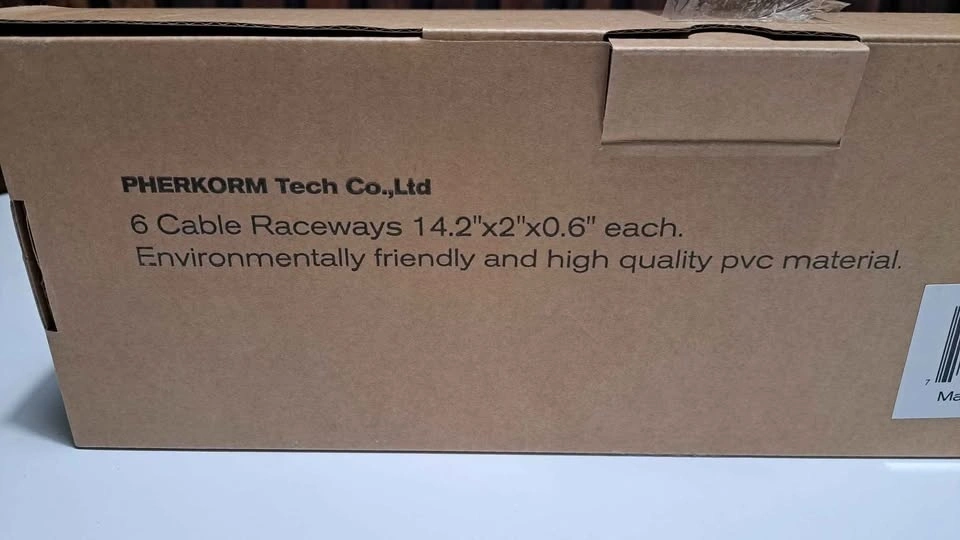 PHERKORM Tech Co.,Ltd
6 Cable Raceways 14.2"x2"x0.6" each.
Environmentally friendly and high quality pvc material.
7